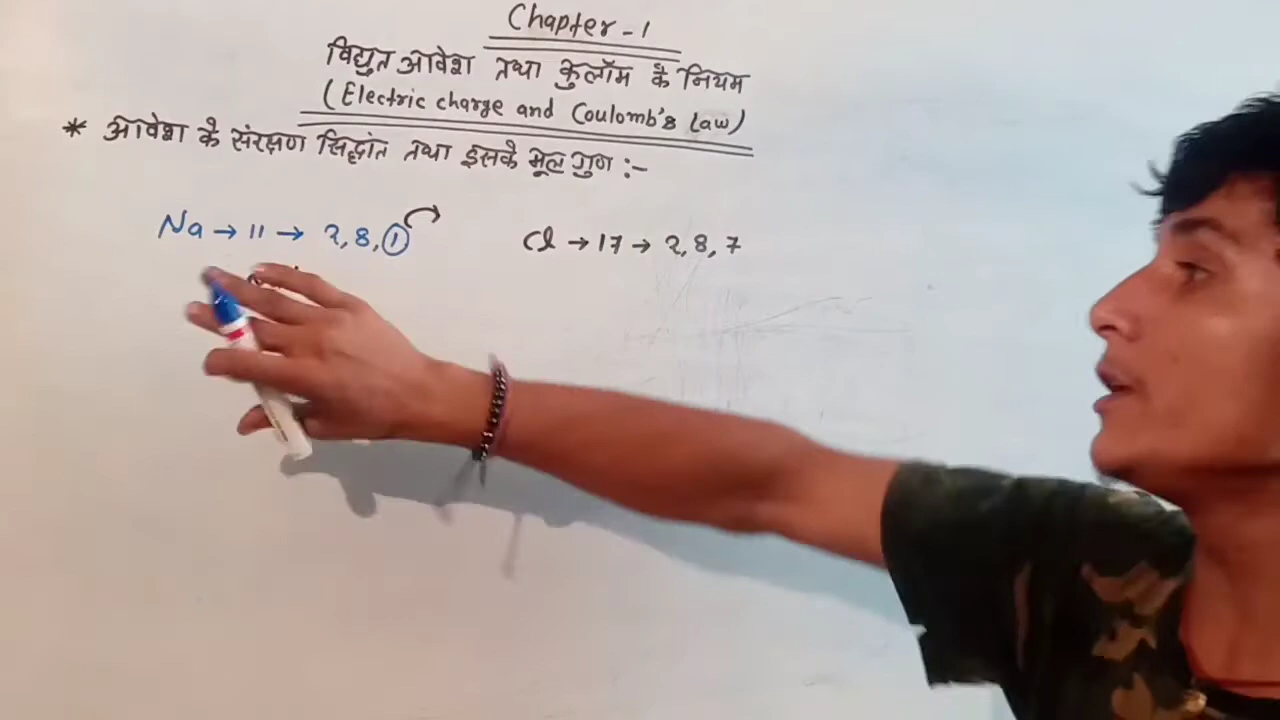 Chapter - 1
विद्युत आवेश तथा कुलॉम के नियम
(Electric charge and Coulomb's Law)
* आवेश के संरक्षण सिद्धांत तथा इसके मूल गुण :-
Na → 11 → 2, 8, 1
Cl → 17 → 2, 8, 7